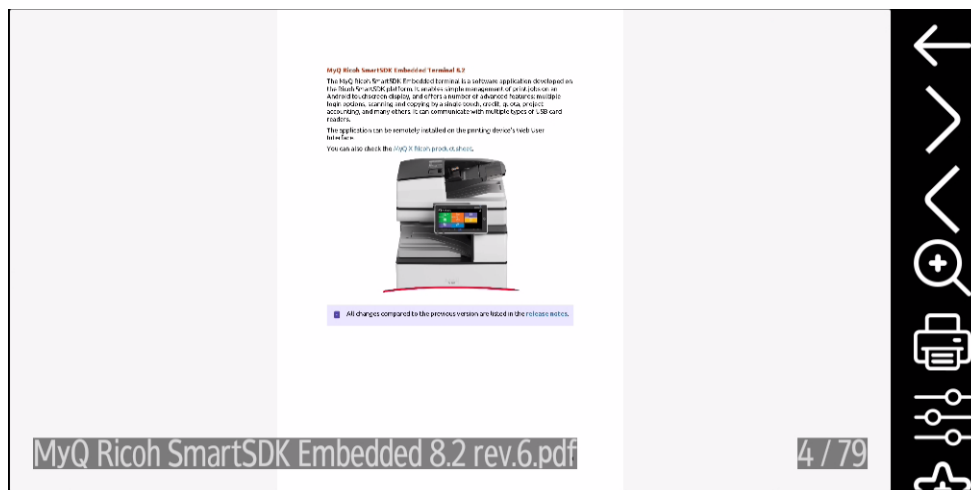 MyQ Ricoh SmartSDK Embedded Terminal 8.2
The MyQ Ricoh SmartSDK Embedded terminal is a software application developed on
the Ricoh SmartSDK platform. It enables simple management of print jobs on an
Android touchscreen display, and offers a number of advanced features: multiple
login options, scanning and copying by a single touch, credit, quota, project
accounting, and many others. It can communicate with multiple types of USB card
readers.
The application can be remotely installed on the printing device's Web User
Interface.
You can also check the MyQ X Ricoh product sheet.
All changes compared to the previous version are listed in the release notes.
MyQ Ricoh SmartSDK Embedded 8.2 rev.6.pdf
4 / 79